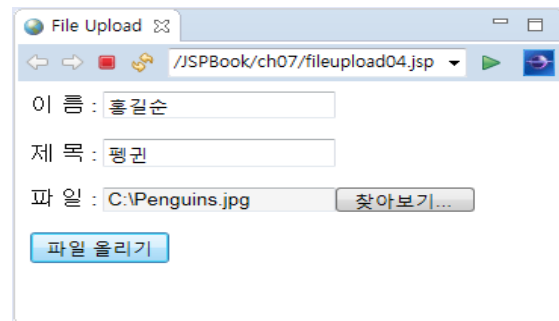 File Upload
/JSPBook/ch07/fileupload04.jsp
이 름 : 홍길순
제 목 : 펭귄
파 일 : C:\Penguins.jpg 찾아보기...
파일 올리기